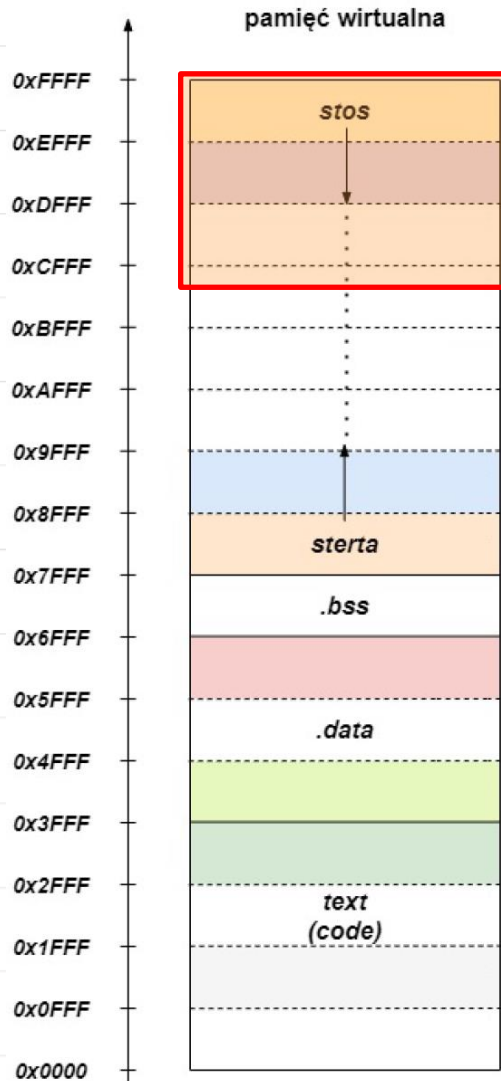 pamięć wirtualna
0xFFFF
stos
0xEFFF
0xDFFF
0xCFFF
0xBFFF
0xAFFF
0x9FFF
0x8FFF
sterta
0x7FFF
.bss
0x6FFF
0x5FFF
.data
0x4FFF
0x3FFF
0x2FFF
text
(code)
0x1FFF
0x0FFF
0x0000